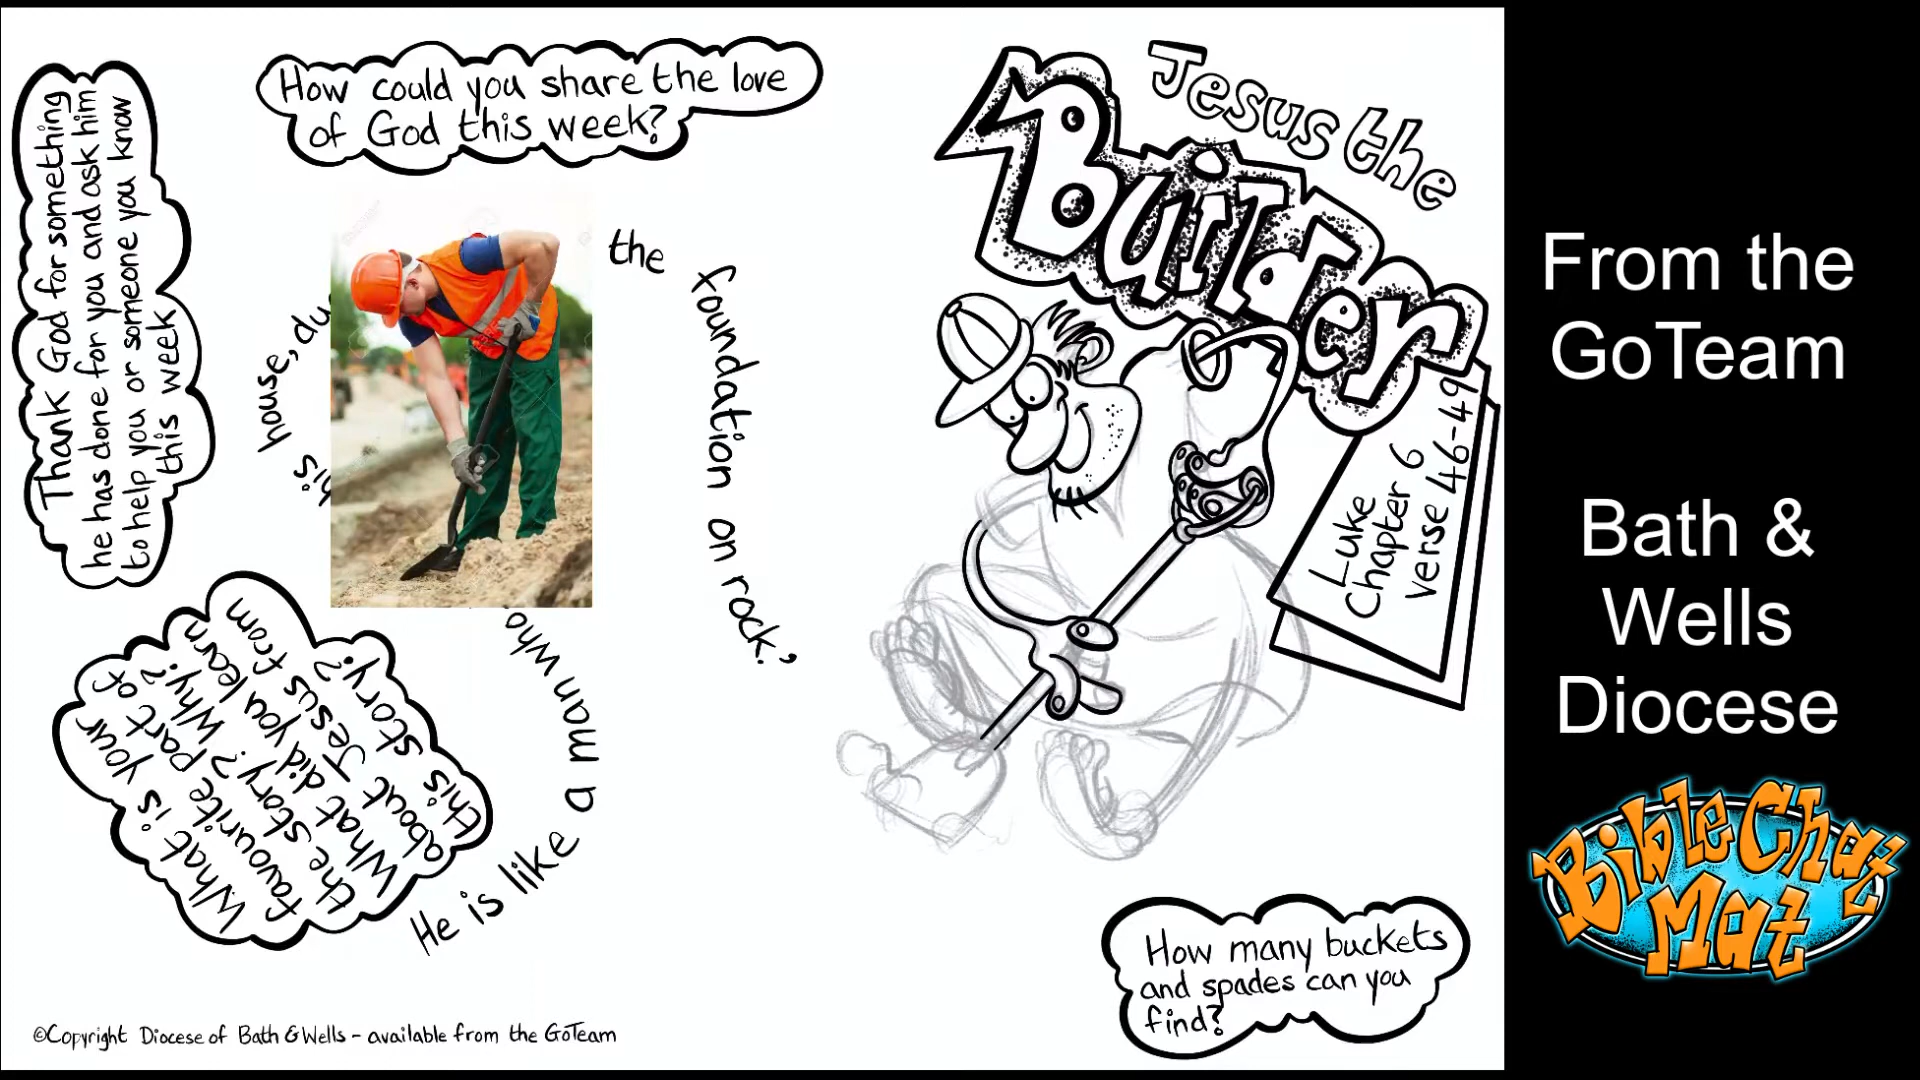 How could you share the love
of God this week?
Thank God for something
he has done for you and ask him
to help you or someone you know
this week
What is your
favourite part of
the story? Why?
What did you learn
about Jesus from
this story?
He is like a man who
his house,
the foundation on rock.'
Jesus the
Builder
Luke
Chapter 6
verse 46-49
How many buckets
and spades can you
find?
©Copyright Diocese of Bath & Wells - available from the GoTeam
From the
GoTeam
Bath &
Wells
Diocese
Bible Chat
Mat